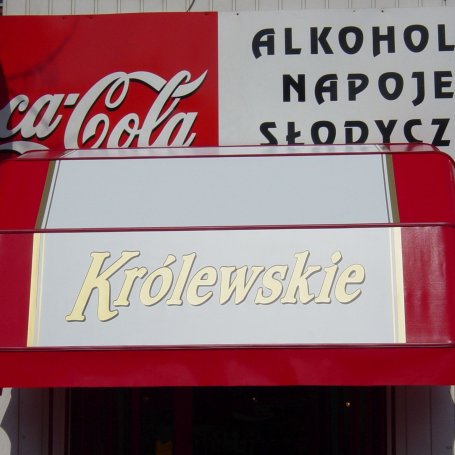 ca-Cola
ALKOHOL
NAPOJE
SŁODYCZ
Królewskie